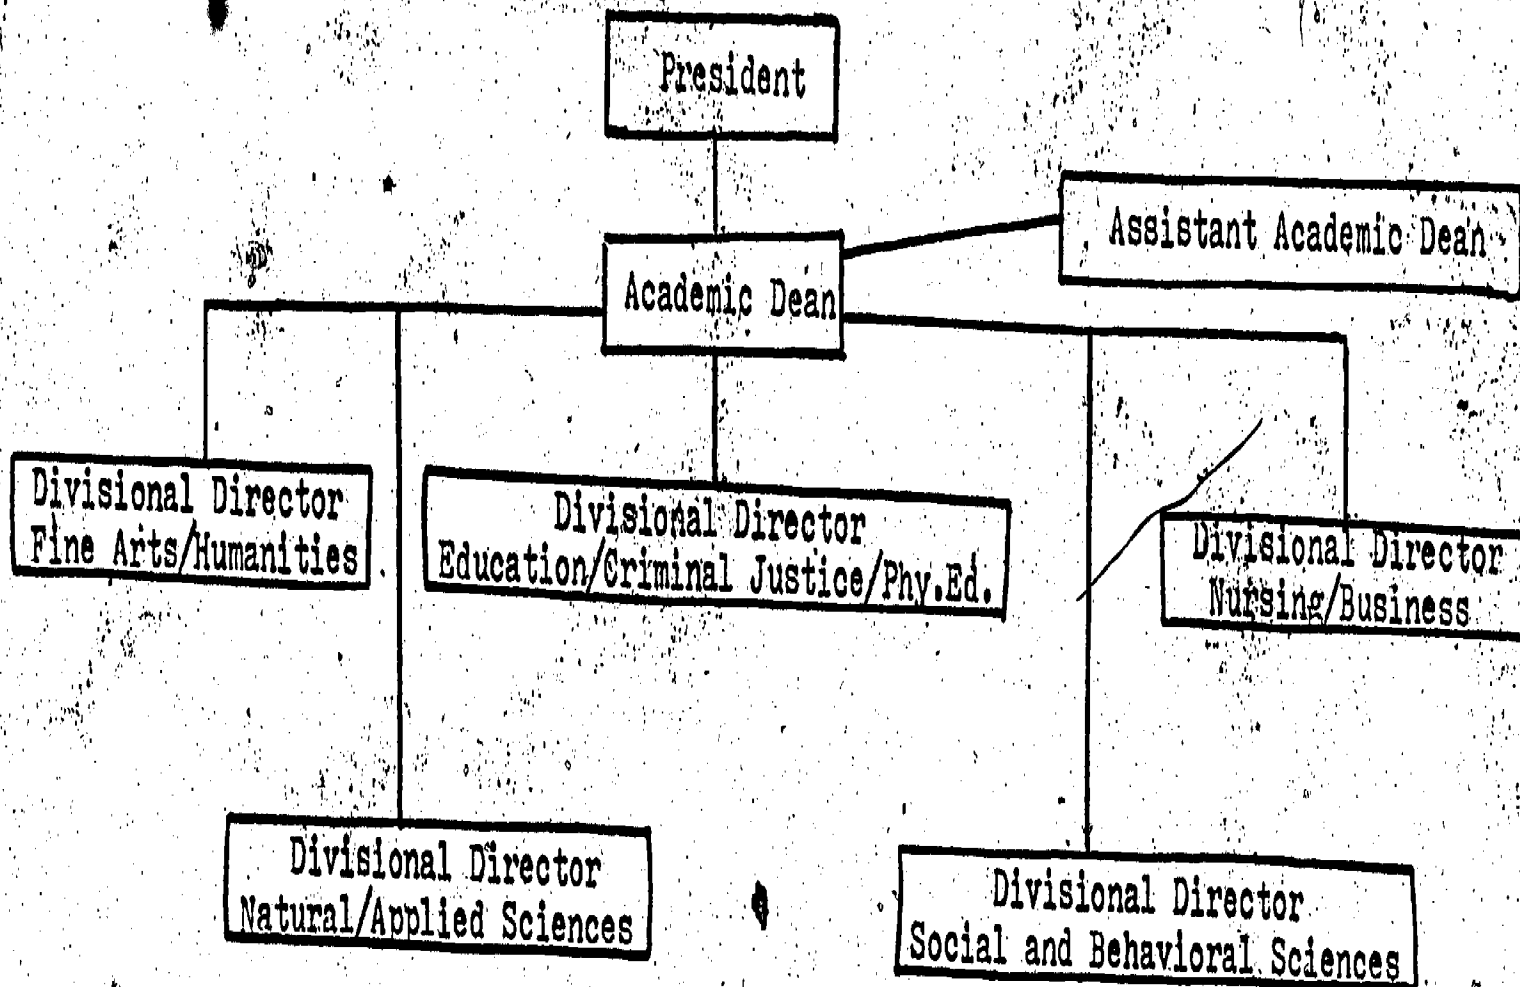 President
Assistant Academic Dean
Academic Dean
Divisional Director
Fine Arts/Humanities
Divisional Director
Education/Criminal Justice/Phy.Ed.
Divisional Director
Nursing/Business
Divisional Director
Natural/Applied Sciences
Divisional Director
Social and Behavioral Sciences